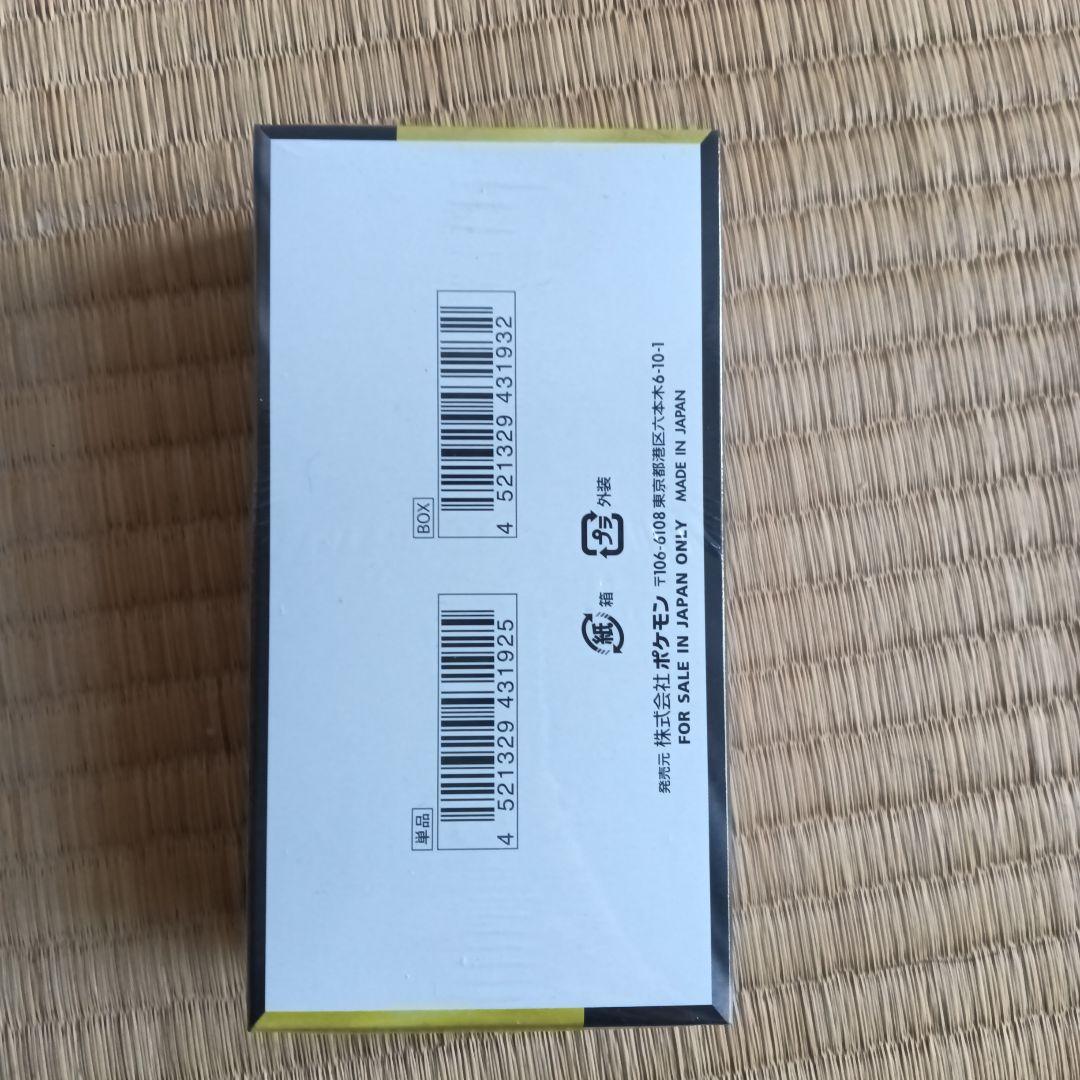 単品
4 521329 431925
BOX
4 521329 431932
紙 箱
プラ 外装
発売元 株式会社 ポケモン 〒106-6108 東京都港区六本木6-10-1
FOR SALE IN JAPAN ONLY MADE IN JAPAN